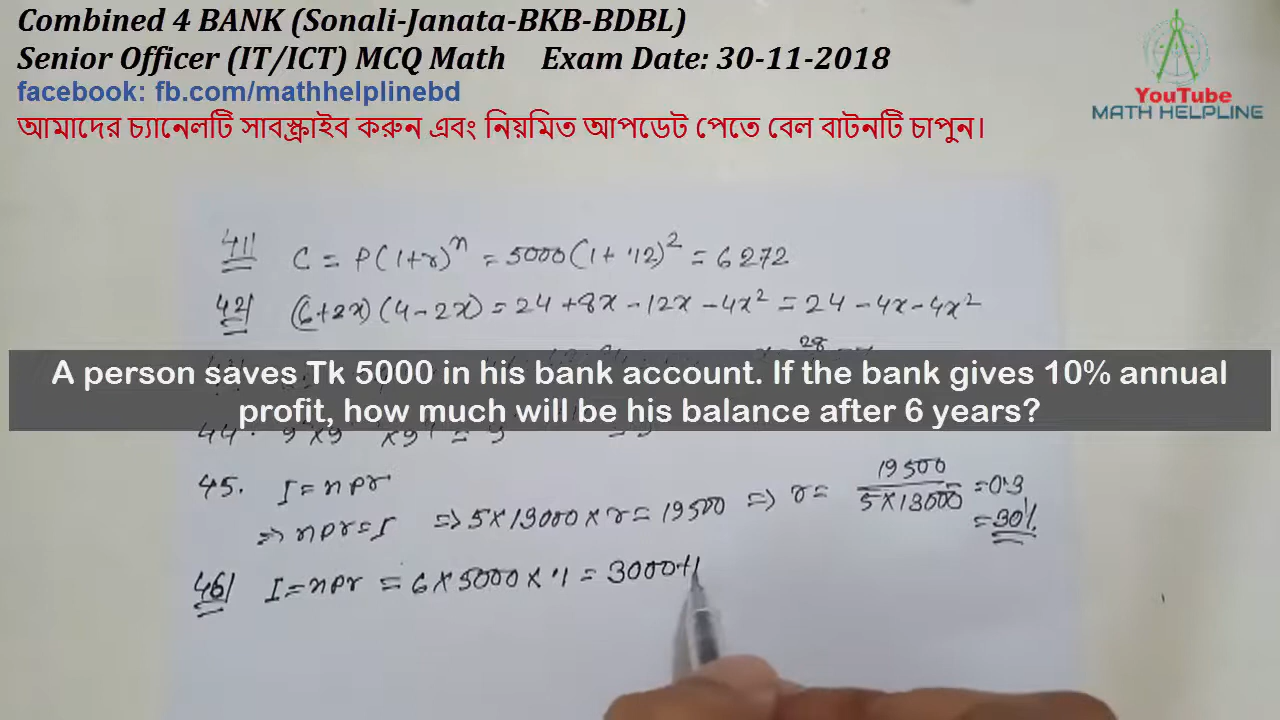 Combined 4 BANK (Sonali-Janata-BKB-BDBL)
Senior Officer (IT/ICT) MCQ Math Exam Date: 30-11-2018
facebook: fb.com/mathhelplinebd
আমাদের চ্যানেলটি সাবস্ক্রাইব করুন এবং নিয়মিত আপডেট পেতে বেল বাটনটি চাপুন।
YouTube
MATH HELPLINE
41| C = P(1+r)^n = 5000(1+ .12)^2 = 6272
42| (6+2x)(4-2x) = 24 +8x -12x -4x² = 24 -4x-4x²
28
A person saves Tk 5000 in his bank account. If the bank gives 10% annual
profit, how much will be his balance after 6 years?
44.
45. I = npr
⇒ npr=I ⇒ 5×13000×r = 19500 ⇒ r = 19500/5×13000 = 0.3
= 30%
46| I = npr = 6×5000×.1 = 3000+